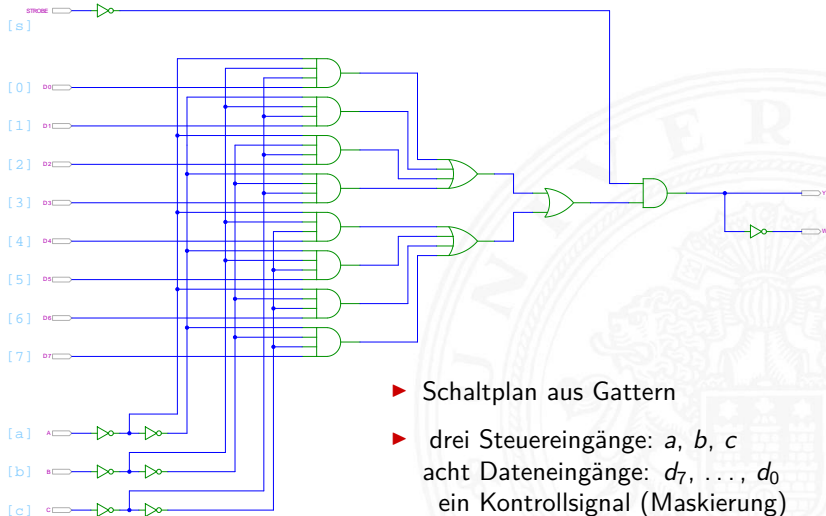 STROBE
[s]
[0] D0
[1] D1
[2] D2
[3] D3
[4] D4
[5] D5
[6] D6
[7] D7
[a] A
[b] B
[c] C
Y
W
UNIVER
► Schaltplan aus Gattern
► drei Steuereingänge: a, b, c
acht Dateneingänge: d7, . . . , d0
ein Kontrollsignal (Maskierung)